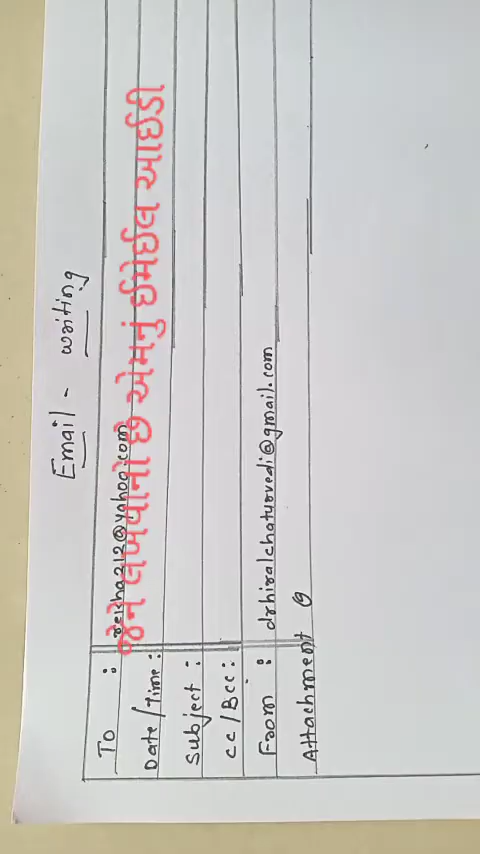 Email - writing
To : rekha212@yahoo.com
જેને લખવાનો છે એમનું ઈમેઈલ આઈડી
Date/Time :
Subject :
CC/Bcc :
From : drhiralchaturvedi@gmail.com
Attachment